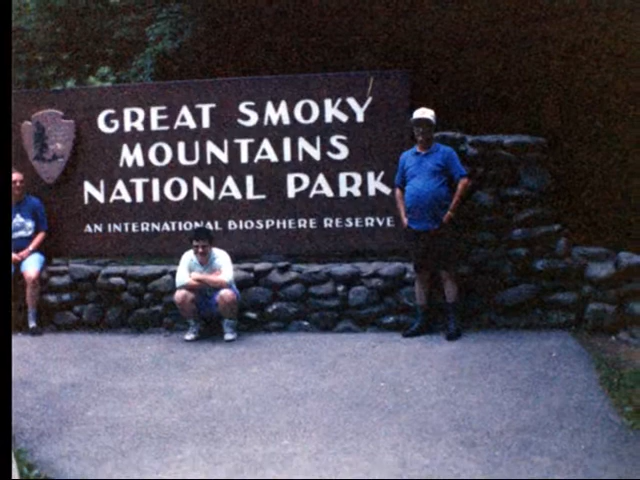 GREAT SMOKY
MOUNTAINS
NATIONAL PARK
AN INTERNATIONAL BIOSPHERE RESERVE